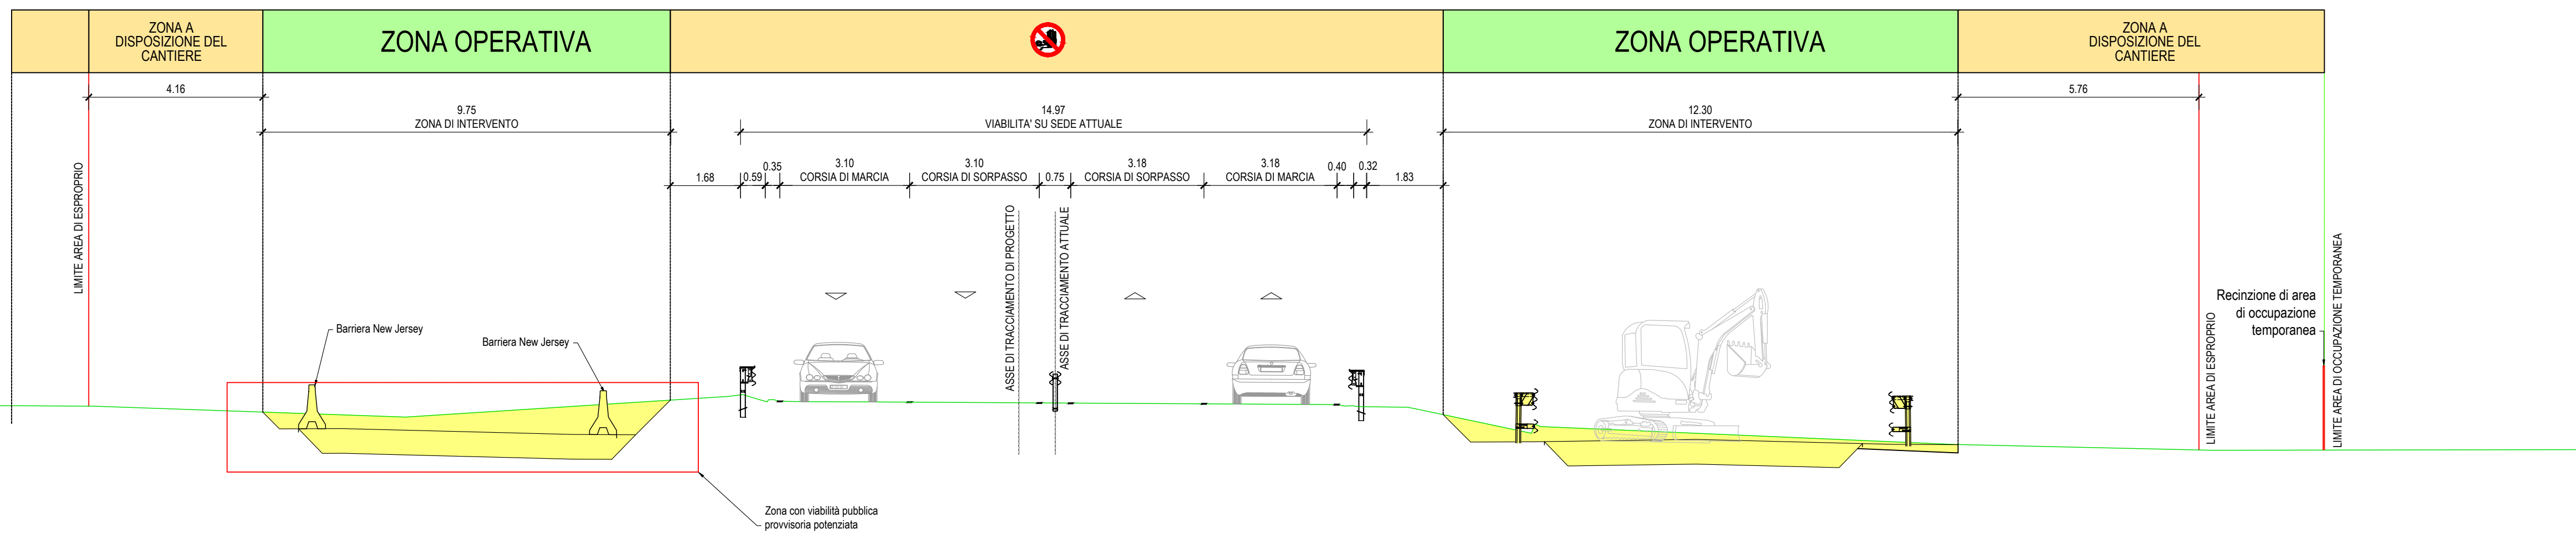 ZONA A
DISPOSIZIONE DEL
CANTIERE
ZONA OPERATIVA
ZONA OPERATIVA
ZONA A
DISPOSIZIONE DEL
CANTIERE
4.16
5.76
9.75
ZONA DI INTERVENTO
14.97
VIABILITA' SU SEDE ATTUALE
12.30
ZONA DI INTERVENTO
1.68
0.59
0.35
3.10
CORSIA DI MARCIA
3.10
CORSIA DI SORPASSO
0.75
3.18
CORSIA DI SORPASSO
3.18
CORSIA DI MARCIA
0.40
0.32
1.83
LIMITE AREA DI ESPROPRIO
ASSE DI TRACCIAMENTO DI PROGETTO
ASSE DI TRACCIAMENTO ATTUALE
LIMITE AREA DI ESPROPRIO
LIMITE AREA DI OCCUPAZIONE TEMPORANEA
Recinzione di area
di occupazione
temporanea
Barriera New Jersey
Barriera New Jersey
Zona con viabilità pubblica
provvisoria potenziata